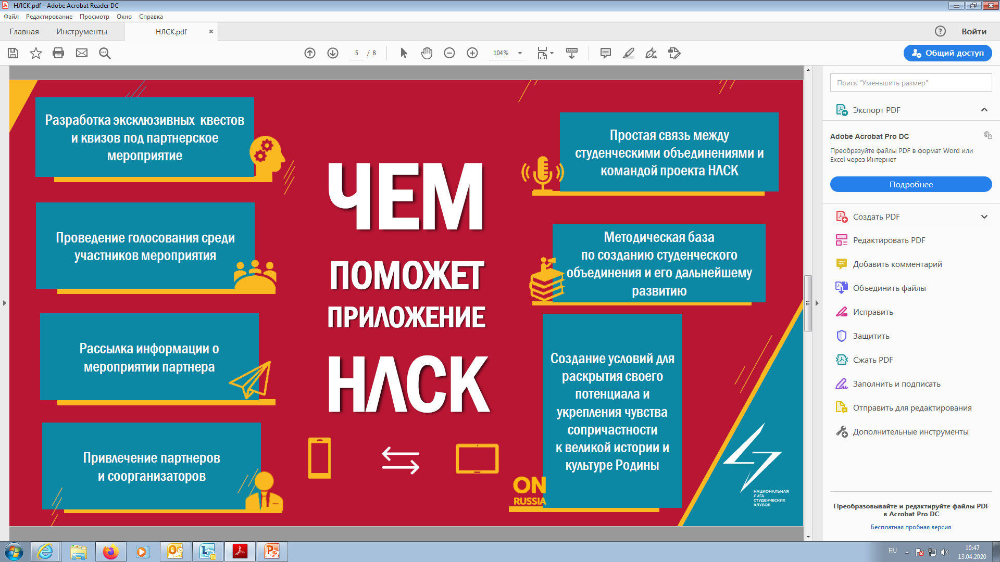 НЛСК.pdf - Adobe Acrobat Reader DC
Файл Редактирование Просмотр Окно Справка
Главная Инструменты НЛСК.pdf
Войти
5 / 8
104%
Общий доступ
Разработка эксклюзивных квестов
и квизов под партнерское
мероприятие
Проведение голосования среди
участников мероприятия
Рассылка информации о
мероприятии партнера
Привлечение партнеров
и соорганизаторов
ЧЕМ
ПОМОЖЕТ
ПРИЛОЖЕНИЕ
НЛСК
Простая связь между
студенческими объединениями и
командой проекта НЛСК
Методическая база
по созданию студенческого
объединения и его дальнейшему
развитию
Создание условий для
раскрытия своего
потенциала и
укрепления чувства
сопричастности
к великой истории и
культуре Родины
ON
RUSSIA
НАЦИОНАЛЬНАЯ
ЛИГА
СТУДЕНЧЕСКИХ
КЛУБОВ
Поиск "Уменьшить размер"
Экспорт PDF
Adobe Acrobat Pro DC
Преобразуйте файлы PDF в формат Word или
Excel через Интернет
Подробнее
Создать PDF
Редактировать PDF
Добавить комментарий
Объединить файлы
Исправить
Защитить
Сжать PDF
Заполнить и подписать
Отправить для редактирования
Дополнительные инструменты
Преобразовывайте и редактируйте файлы PDF
в Acrobat Pro DC
Бесплатная пробная версия
RU
10:47
13.04.2020